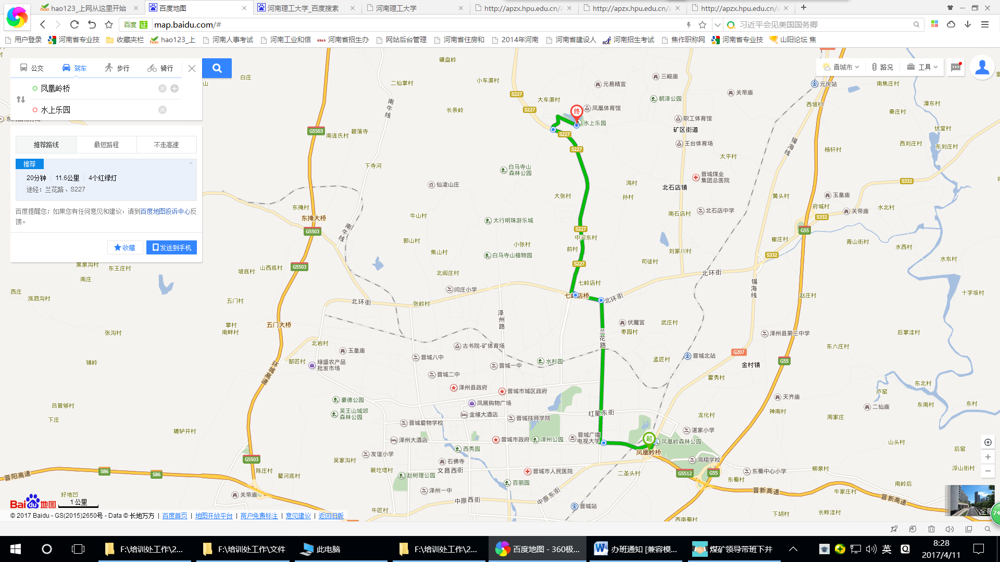 hao123_上网从这里开始
百度地图
河南理工大学_百度搜索
河南理工大学
http://apzx.hpu.edu.cn/a
http://apzx.hpu.edu.cn/a
http://apzx.hpu.edu.cn/a
百度 证 map.baidu.com/#
习近平会见美国国务卿
用户登录 河南省专业技 收藏夹栏 hao123_上 河南人事考试 河南工业和信 河南省招生办 网站后台管理 河南省住房和 2014年河南 河南省建设人 河南招生考试 焦作职称网 河南省专业技 山阳论坛 焦
公交 驾车 步行 骑行
凤凰岭桥
水上乐园
推荐路线 最短路程 不走高速
推荐
20分钟 11.6公里 4个红绿灯
途经：兰花路、S227
百度提醒您：如果您有任何意见和建议，请到百度地图投诉中心反
馈。
收藏 发送到手机
晋城市 路况 工具
碾盘岭
白庄
二仙掌村
小车渠村
元易精宫
三峻庙
元庆站
南焦庄村
关帝庙
S227
大车渠村
朝泽公园
漳东村
西坡村
秦庄村
南牛线
长条岭
S227
终
凤凰体育馆
职工体育馆
水上乐园
矿区街道
伏堂村
G5503
碧落寺
南连氏村
S227
王台体育场
西刘庄村
东刘庄村
锡海线
杨轩村
S227
太平村
下寺河
白马寺山
森林公园
晋城煤业
集团总医院
仙凌山庄
鸿村
北石店镇
S332
大张村
孙村
黄头村
玉皇庙
东掩村
府城村
水北村
牛山村
南石店村
北石店中学
关帝庙
东掩大桥
S332
太行明珠游乐城
G5503
南牛线
S227
G55
中河东村
郭山村
小张村
崔庄村
青山街村
焦山村
前村
刘家川村
水西村
白马寺山植物园
S332
水东村
司徒村
黑泉沟村
东王庄村
G5503
山西底村
坡底村
S227
北阎庄村
北环街
南庄
七岭店村
锡海线
西庄
闫庄小学
涨泗沟村
七岭店桥
赵庄村
十字坂村
五门村
北环街
张岭村
北环街
泽州路
伏魔宫
武庄村
掌村
南畔村
五门大桥
张沟村
兰花路
枣园村
泽州县第三中学
后掌洼村
北岩村
古书院-矿体育场
东六庄村
玉皇庙
G207
铺岭
郜匠村
绿盛农产品
批发市场
晋城八中
水杉园
孟匠村
晋城北站
G55
晋城一中
金村镇
环城高速
晋城二中
霍秀村
泽州县政府
晋城市城区政府
东北村
卢窑
豪德公园
凤展购物广场
天齐庙
吕管够村
吴王山城郊
森林公园
金缘大酒店
二仙庙
东南村
东村
下庄
红星东街
龙化村
神南村
晋城技师学院
周家庄
晋城爱物学校
辘轳井村
湛家小学
晋城广播
电视大学
起
泽州大酒店
晋城市政府
泽州公园
凤凰岭森林公园
山头村
西秀园
凤凰岭桥
后窑
友谊小学
G5503
吴家沟村
石佛寺
鸿翔学校
浮山街村
S86
S86
陈庄村
裴圪塔村
文昌西街
晋城市人民医院
二圣头村
G5512
G55
东蜀中心小学
柳泉村
晋阳高速
瞿河底村
赵树理公园
东蜀村
百丽园
南岭后
好地凹
关帝庙
泽州一中
中原西街
中原东街
晋新高速
牛家庄村
晋新高速
晋城站
牛匠村
下胡村
长畛洼村
西南蜀村
Bai du 地图
1 公里
全景
74
© 2017 Baidu - GS(2015)2650号 - Data © 长地万方 | 百度首页 | 地图开放平台 | 商户免费标注 | 意见建议 | 返回旧版
F:\培训处工作\2...
F:\培训处工作\文件
此电脑
F:\培训处工作\2...
百度地图 - 360极...
办班通知 [兼容模...
煤矿领导带班下井
英
8:28
2017/4/11